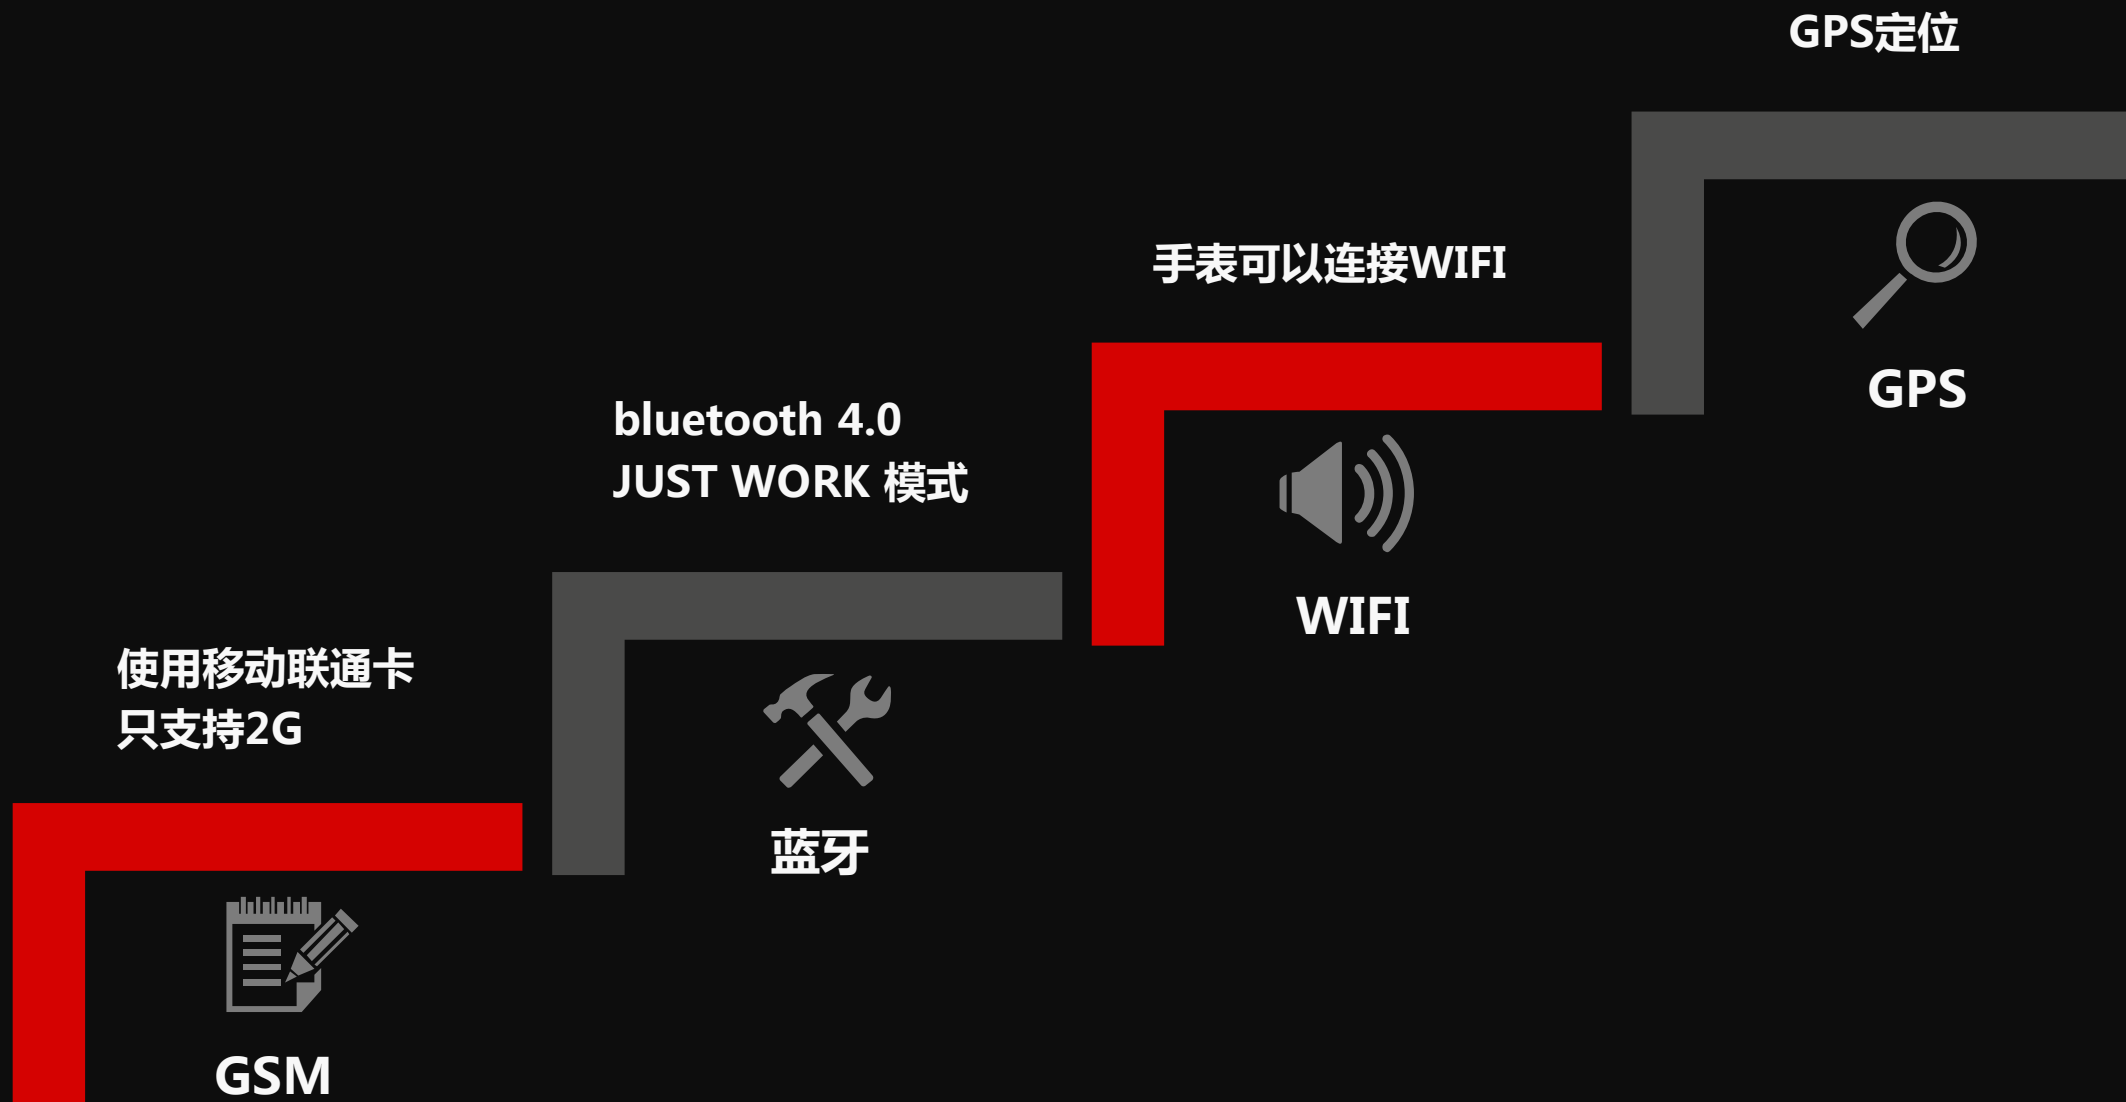 GPS定位
GPS
手表可以连接WIFI
WIFI
bluetooth 4.0
JUST WORK 模式
蓝牙
使用移动联通卡
只支持2G
GSM